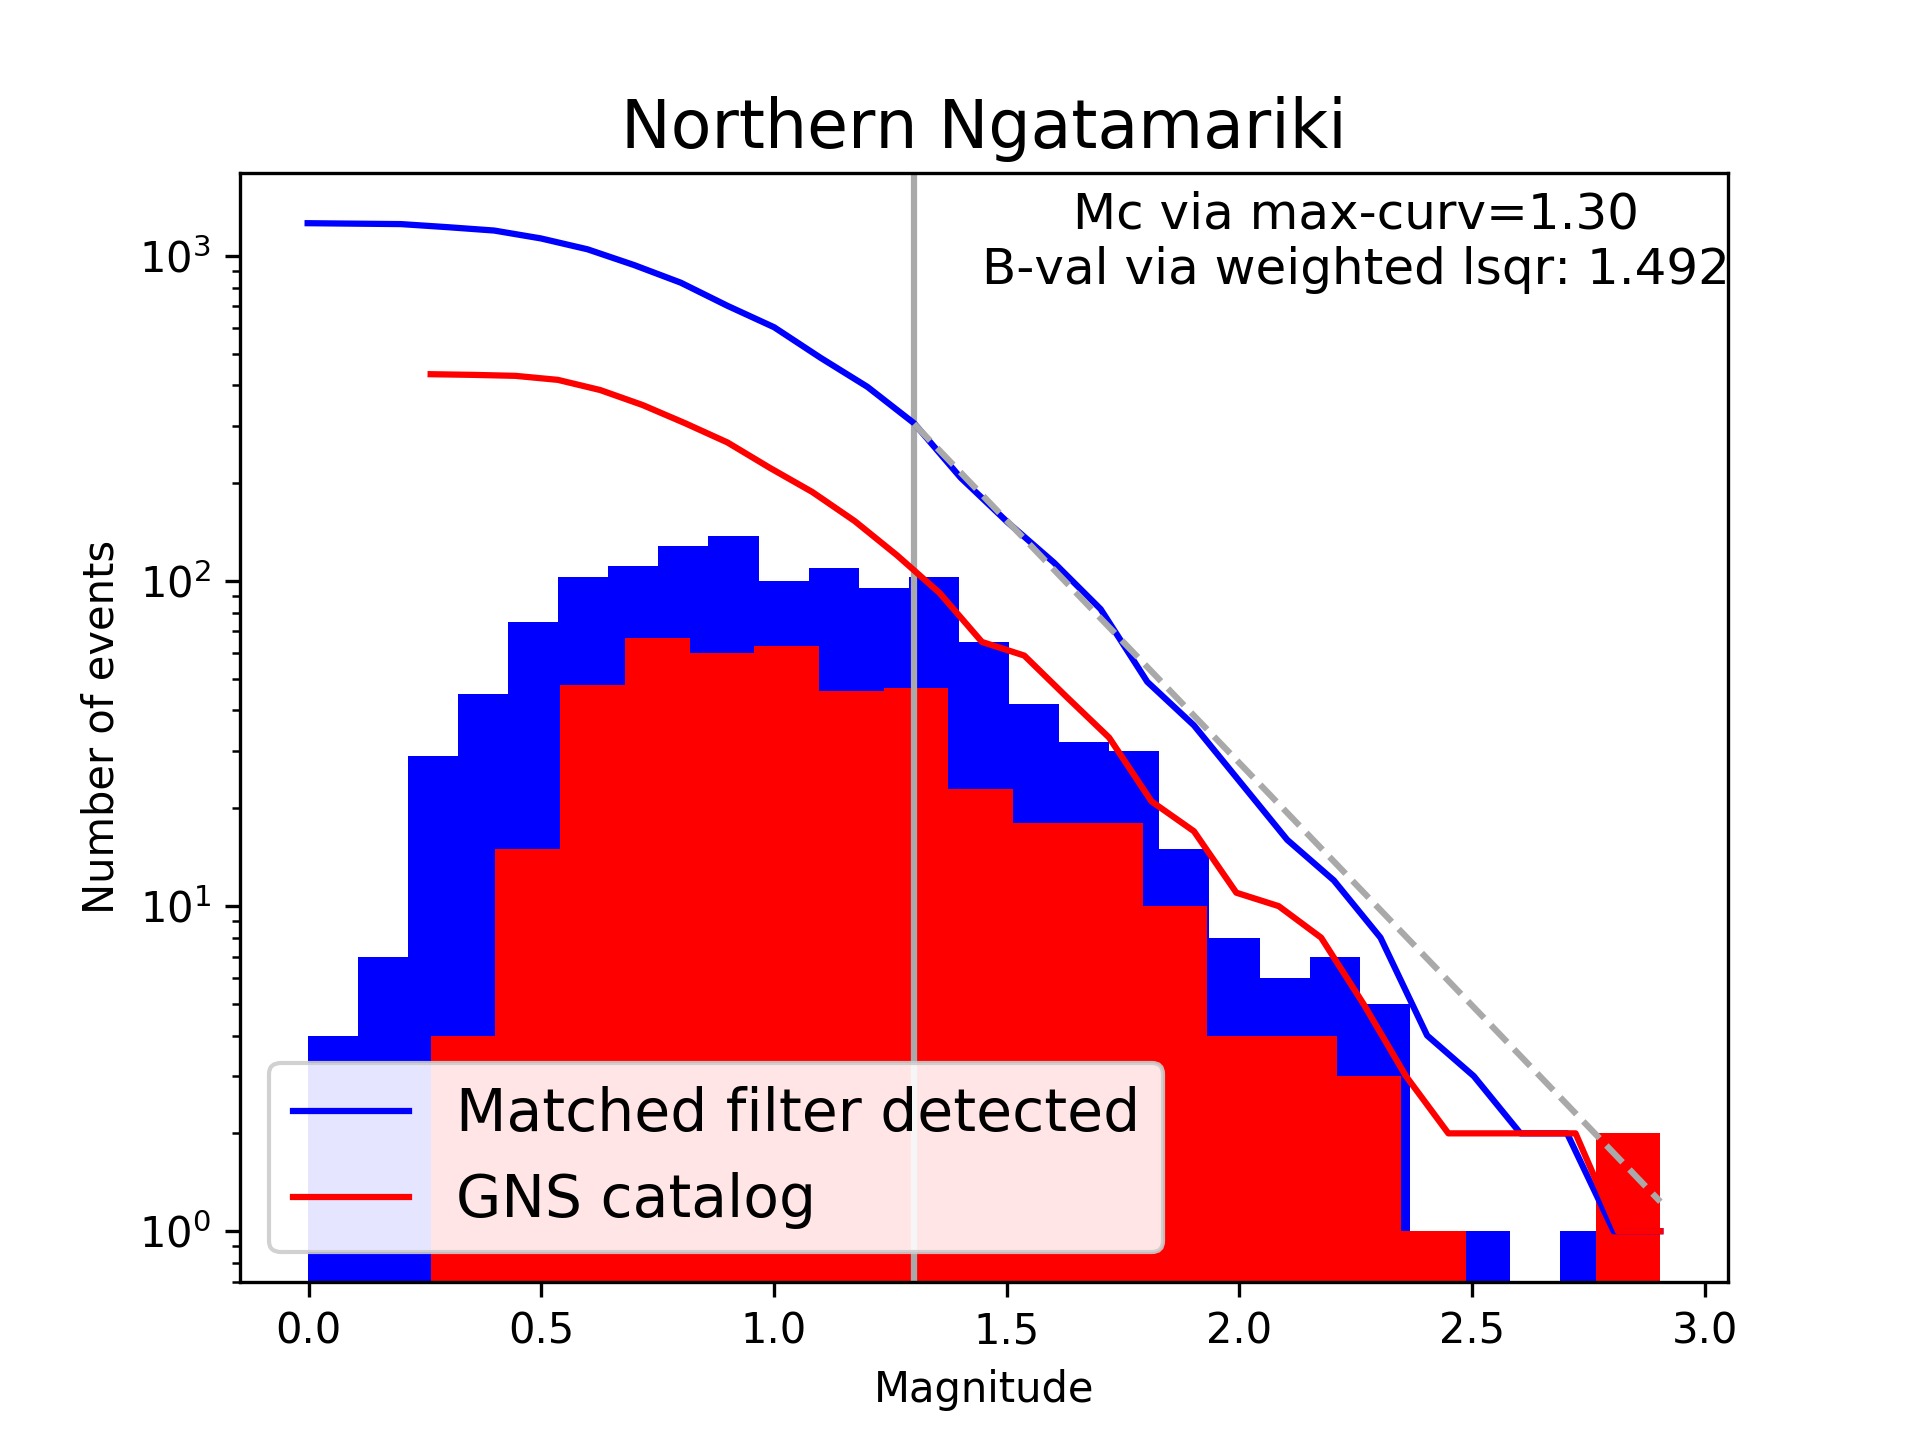 Northern Ngatamariki
Mc via max-curv=1.30
B-val via weighted lsqr: 1.492
Number of events
10³
10²
10¹
10⁰
Matched filter detected
GNS catalog
0.0 0.5 1.0 1.5 2.0 2.5 3.0
Magnitude